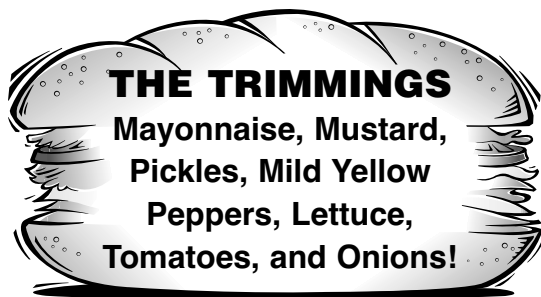 THE TRIMMINGS
Mayonnaise, Mustard,
Pickles, Mild Yellow
Peppers, Lettuce,
Tomatoes, and Onions!